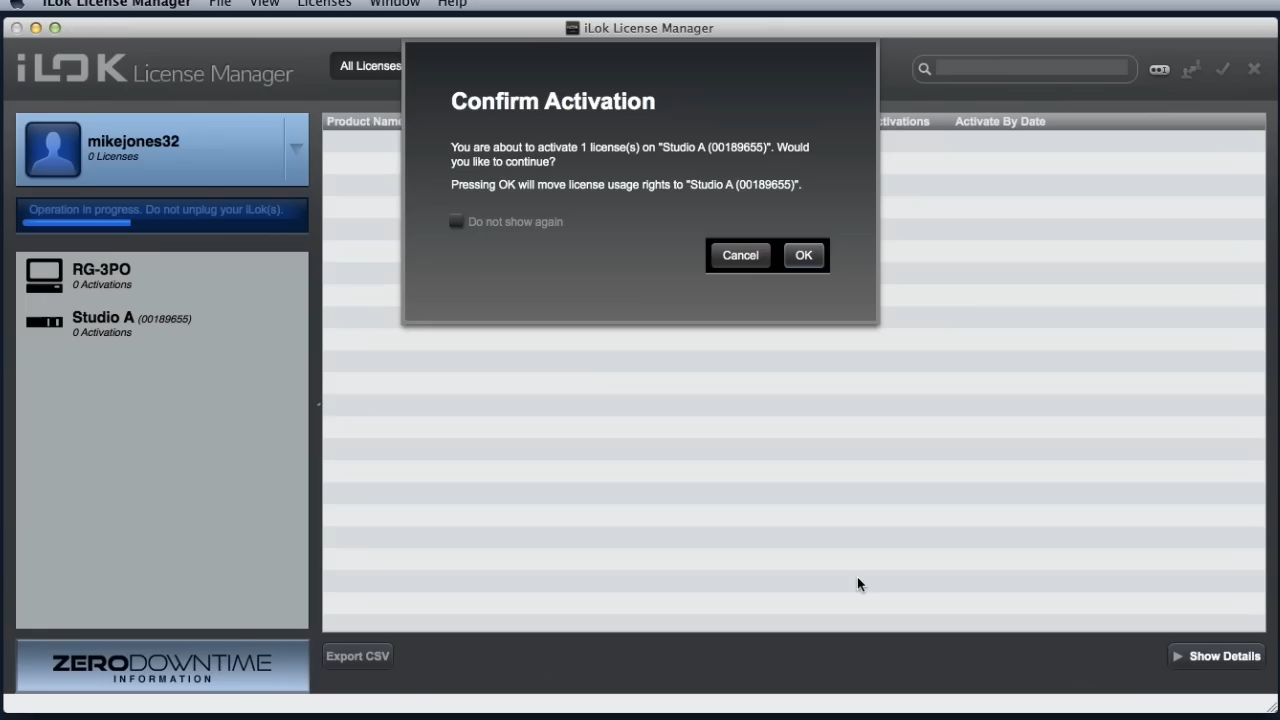 iLok License Manager File View Licenses Window Help
iLok License Manager
iLOK License Manager
All Licenses
Confirm Activation
You are about to activate 1 license(s) on "Studio A (00189655)". Would
you like to continue?
Pressing OK will move license usage rights to "Studio A (00189655)".
Do not show again
Cancel OK
mikejones32
0 Licenses
Operation in progress. Do not unplug your iLok(s).
Product Name
Activate By Date
RG-3PO
0 Activations
Studio A (00189655)
0 Activations
ZERODOWNTIME
INFORMATION
Export CSV
Show Details